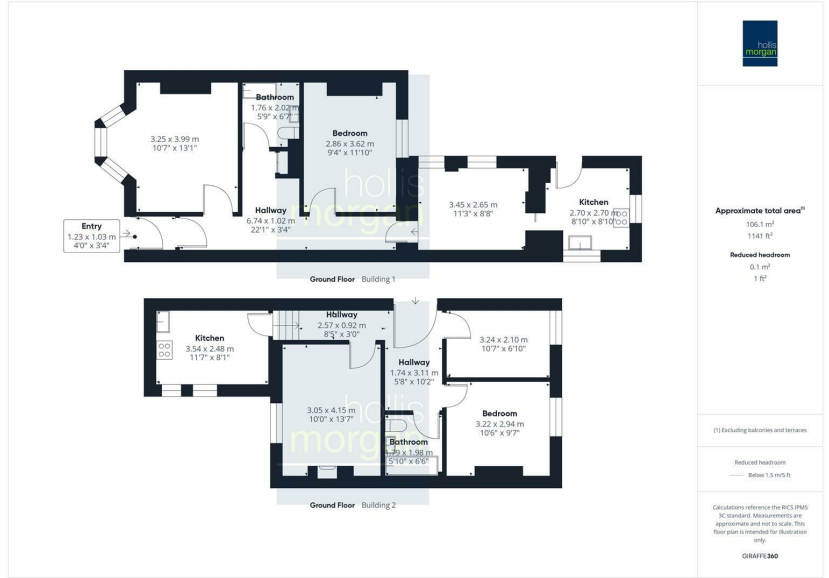 hollis
morgan
3.25 x 3.99 m
10'7" x 13'1"
Bathroom
1.76 x 2.02 m
5'9" x 6'7"
Bedroom
2.86 x 3.62 m
9'4" x 11'10"
3.45 x 2.65 m
11'3" x 8'8"
Kitchen
2.70 x 2.70 m
8'10" x 8'10"
Entry
1.23 x 1.03 m
4'0" x 3'4"
Hallway
6.74 x 1.02 m
22'1" x 3'4"
hollis
morgan
Ground Floor Building 1
Kitchen
3.54 x 2.48 m
11'7" x 8'1"
Hallway
2.57 x 0.92 m
8'5" x 3'0"
Hallway
1.74 x 3.11 m
5'8" x 10'2"
3.24 x 2.10 m
10'7" x 6'10"
3.05 x 4.15 m
10'0" x 13'7"
Bedroom
3.22 x 2.94 m
10'6" x 9'7"
Bathroom
1.79 x 1.98 m
5'10" x 6'6"
hollis
morgan
Ground Floor Building 2
Approximate total area(1)
106.1 m²
1141 ft²
Reduced headroom
0.1 m²
1 ft²
(1) Excluding balconies and terraces
Reduced headroom
Below 1.5 m/5 ft
Calculations reference the RICS IPMS
3C standard. Measurements are
approximate and not to scale. This
floor plan is intended for illustration
only.
GIRAFFE360